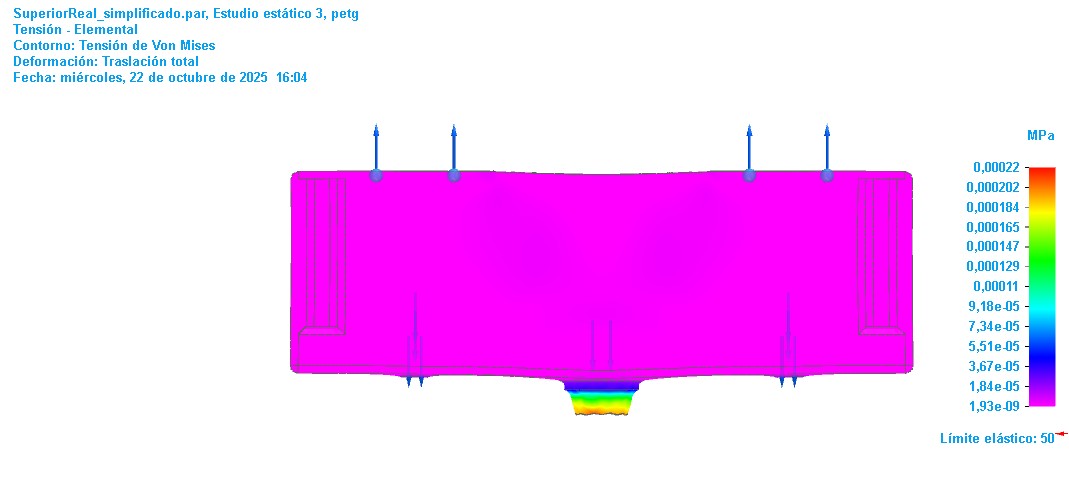 SuperiorReal_simplificado.par, Estudio estático 3, petg
Tensión - Elemental
Contorno: Tensión de Von Mises
Deformación: Traslación total
Fecha: miércoles, 22 de octubre de 2025  16:04
MPa
0,00022
0,000202
0,000184
0,000165
0,000147
0,000129
0,00011
9,18e-05
7,34e-05
5,51e-05
3,67e-05
1,84e-05
1,93e-09
Límite elástico: 50